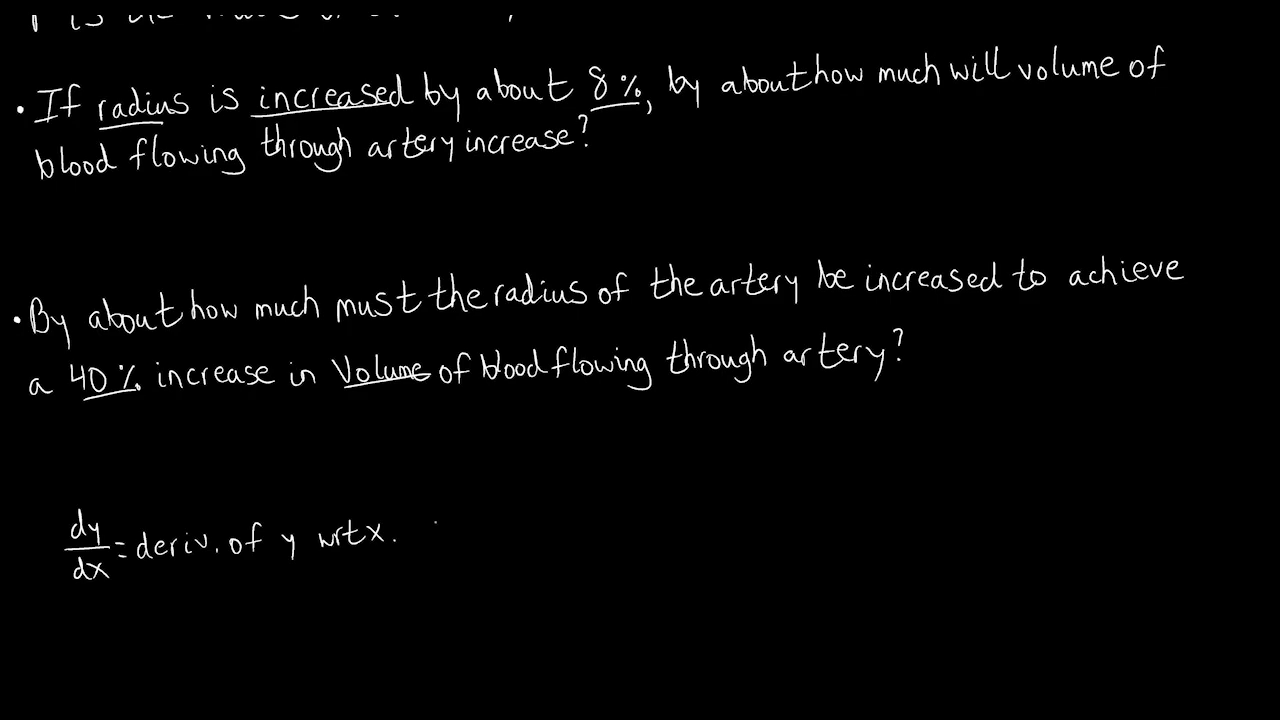 is the
• If radius is increased by about 8%, by about how much will volume of
blood flowing through artery increase?
• By about how much must the radius of the artery be increased to achieve
a 40% increase in Volume of blood flowing through artery?
dy/dx = deriv. of y wrt x.